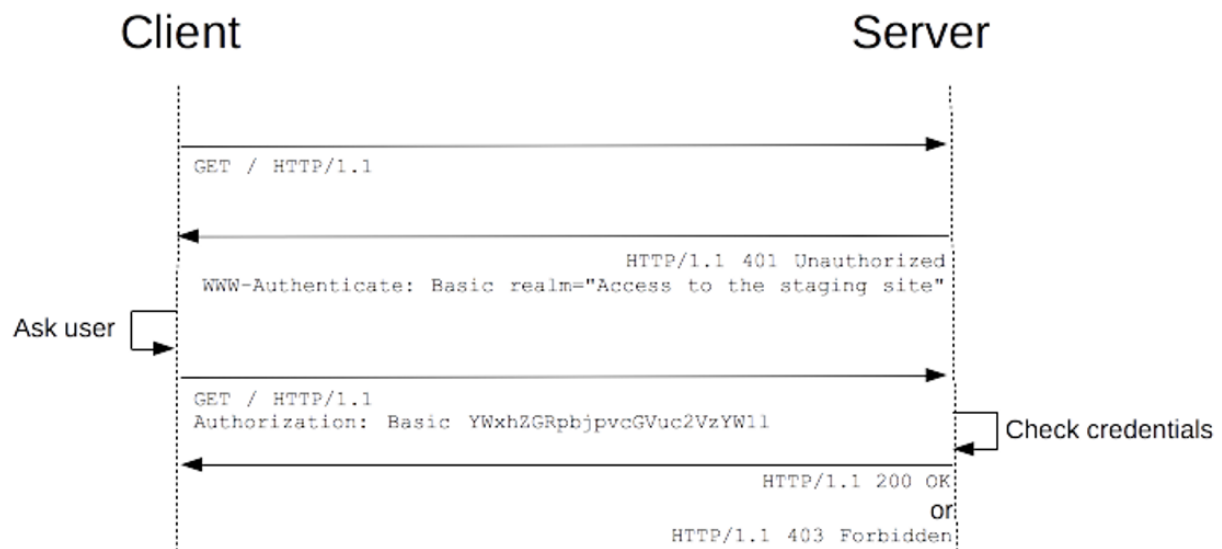 Client
Server
GET / HTTP/1.1
HTTP/1.1 401 Unauthorized
WWW-Authenticate: Basic realm="Access to the staging site"
Ask user
GET / HTTP/1.1
Authorization: Basic YWxhZGRpbjpvcGVuc2VzYW1l
Check credentials
HTTP/1.1 200 OK
or
HTTP/1.1 403 Forbidden